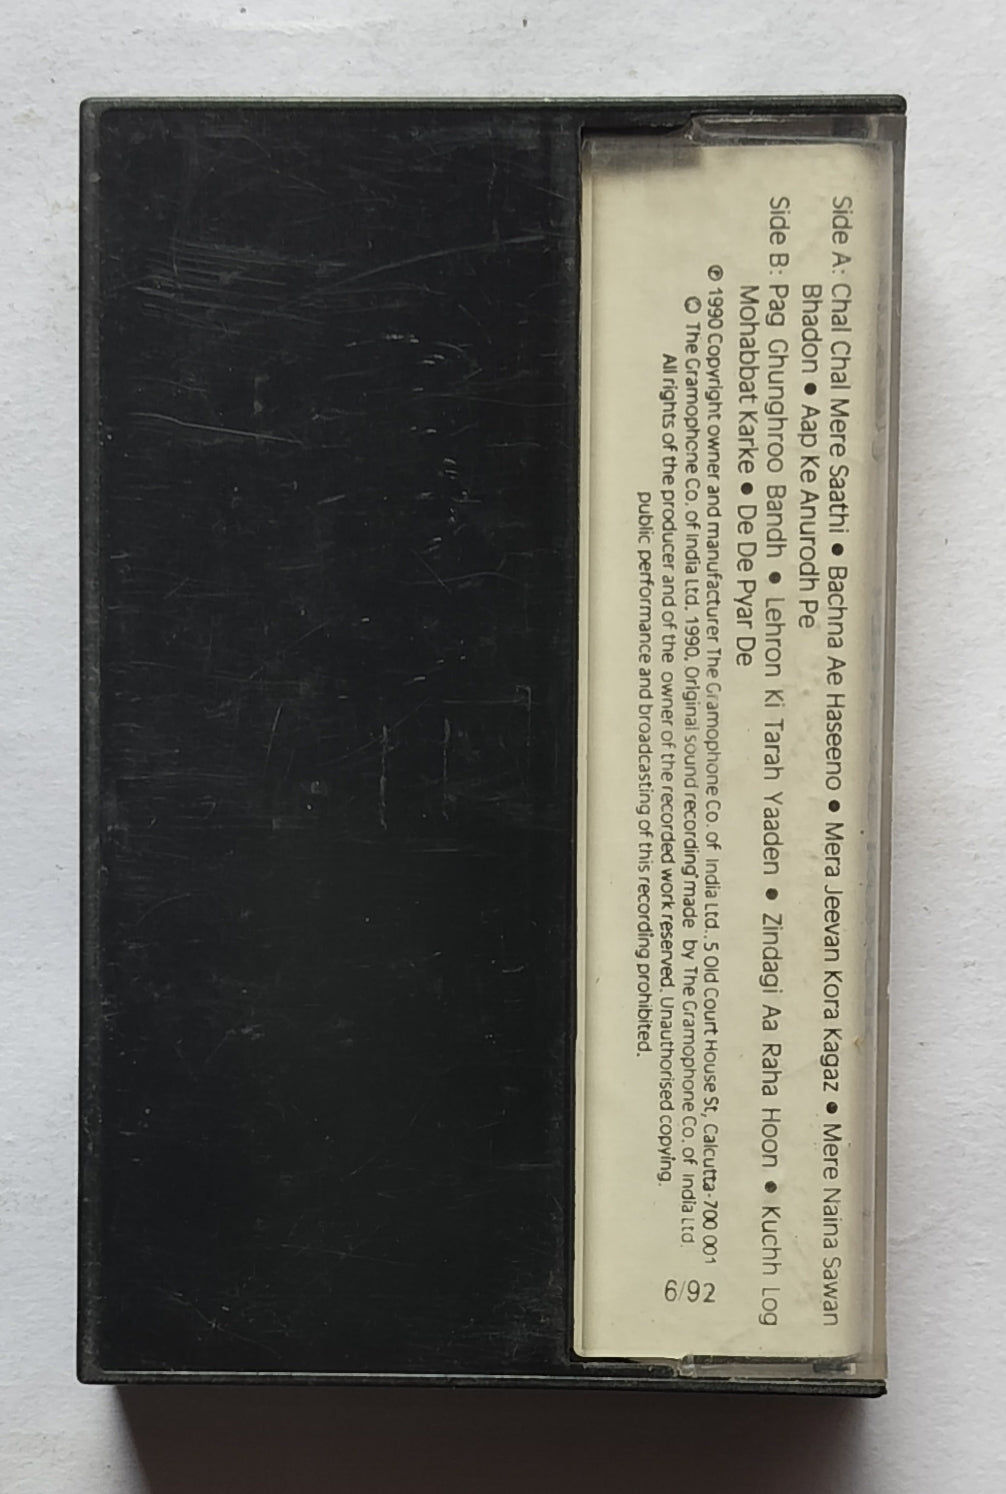 Side A: Chal Chal Mere Saathi • Bachna Ae Haseeno • Mera Jeevan Kora Kagaz • Mere Naina Sawan
Bhadon • Aap Ke Anurodh Pe
Side B: Pag Ghunghroo Bandh • Lehron Ki Tarah Yaaden • Zindagi Aa Raha Hoon • Kuchh Log
Mohabbat Karke • De De Pyar De
℗ 1990 Copyright owner and manufacturer The Gramophone Co. of India Ltd., 5 Old Court House St, Calcutta-700 001
© The Gramophone Co. of India Ltd. 1990, Original sound recording made by The Gramophone Co. of India Ltd.
All rights of the producer and of the owner of the recorded work reserved. Unauthorised copying,
public performance and broadcasting of this recording prohibited.
6/92